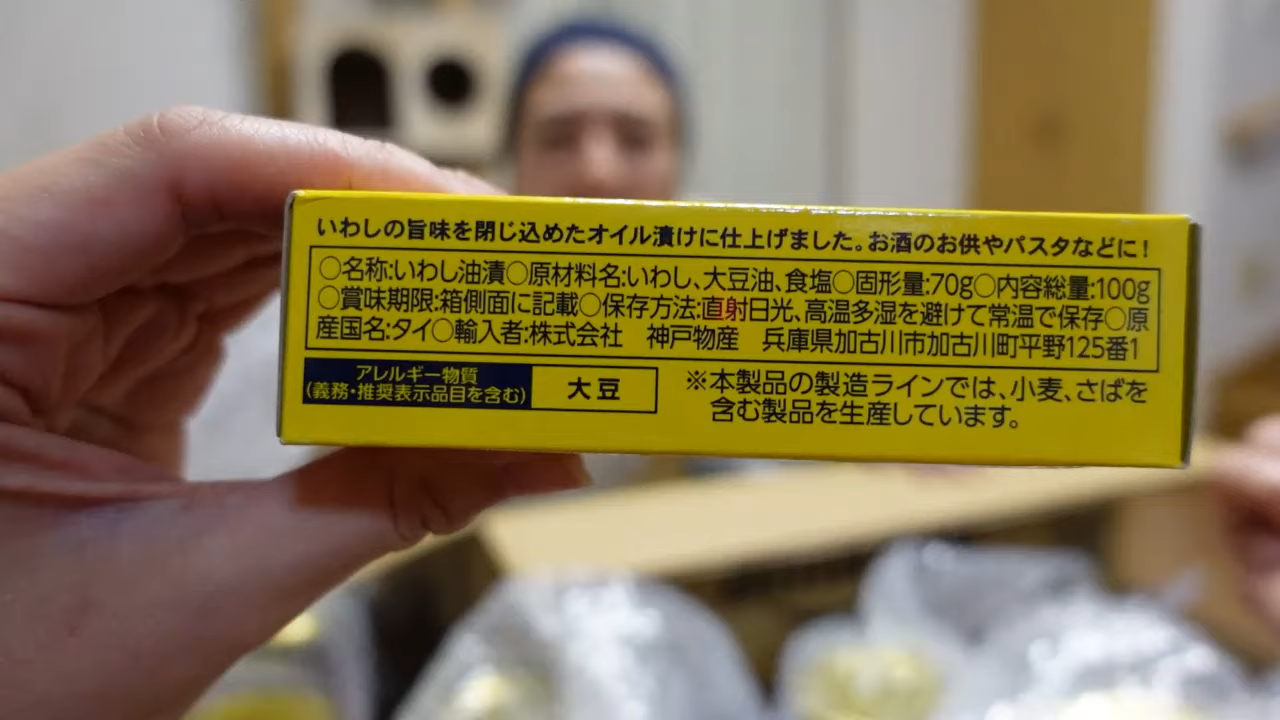 いわしの旨味を閉じ込めたオイル漬けに仕上げました。お酒のお供やパスタなどに!
○名称:いわし油漬○原材料名:いわし、大豆油、食塩○固形量:70g○内容総量:100g
○賞味期限:箱側面に記載○保存方法:直射日光、高温多湿を避けて常温で保存○原
産国名:タイ○輸入者:株式会社 神戸物産 兵庫県加古川市加古川町平野125番1
アレルギー物質
(義務・推奨表示品目を含む)
大豆
※本製品の製造ラインでは、小麦、さばを
含む製品を生産しています。